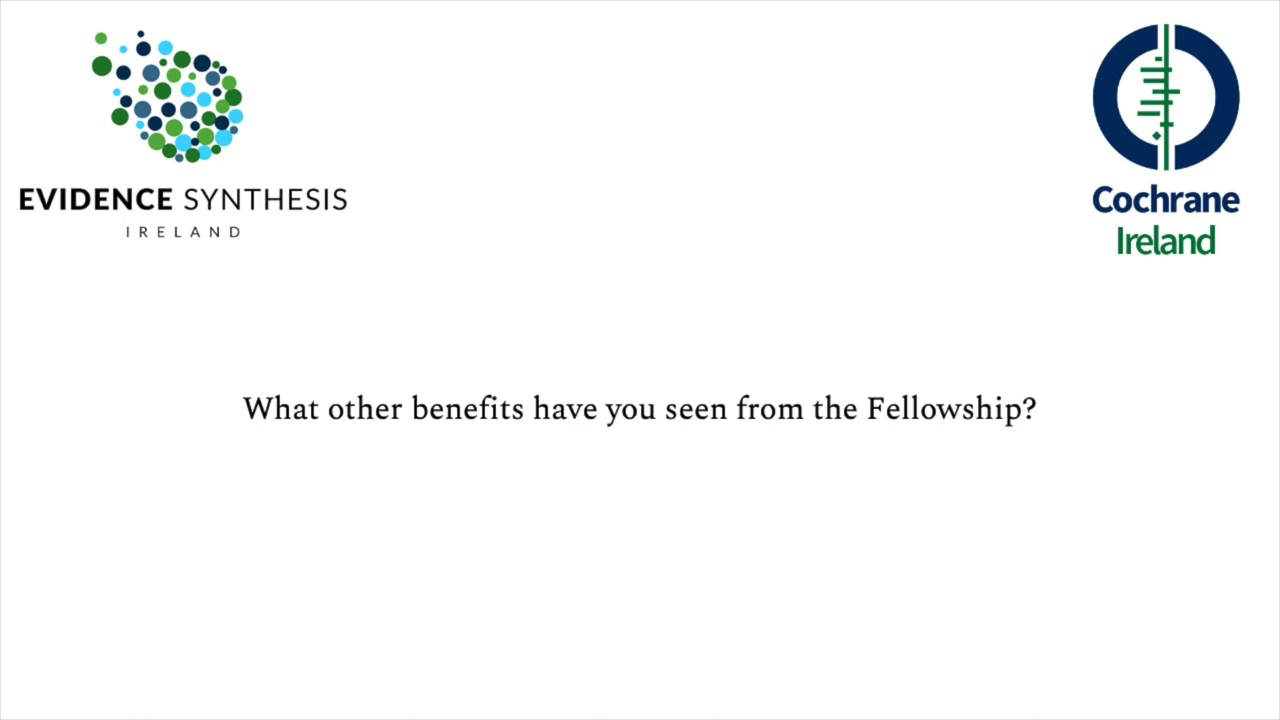 EVIDENCE SYNTHESIS
IRELAND
Cochrane
Ireland
What other benefits have you seen from the Fellowship?